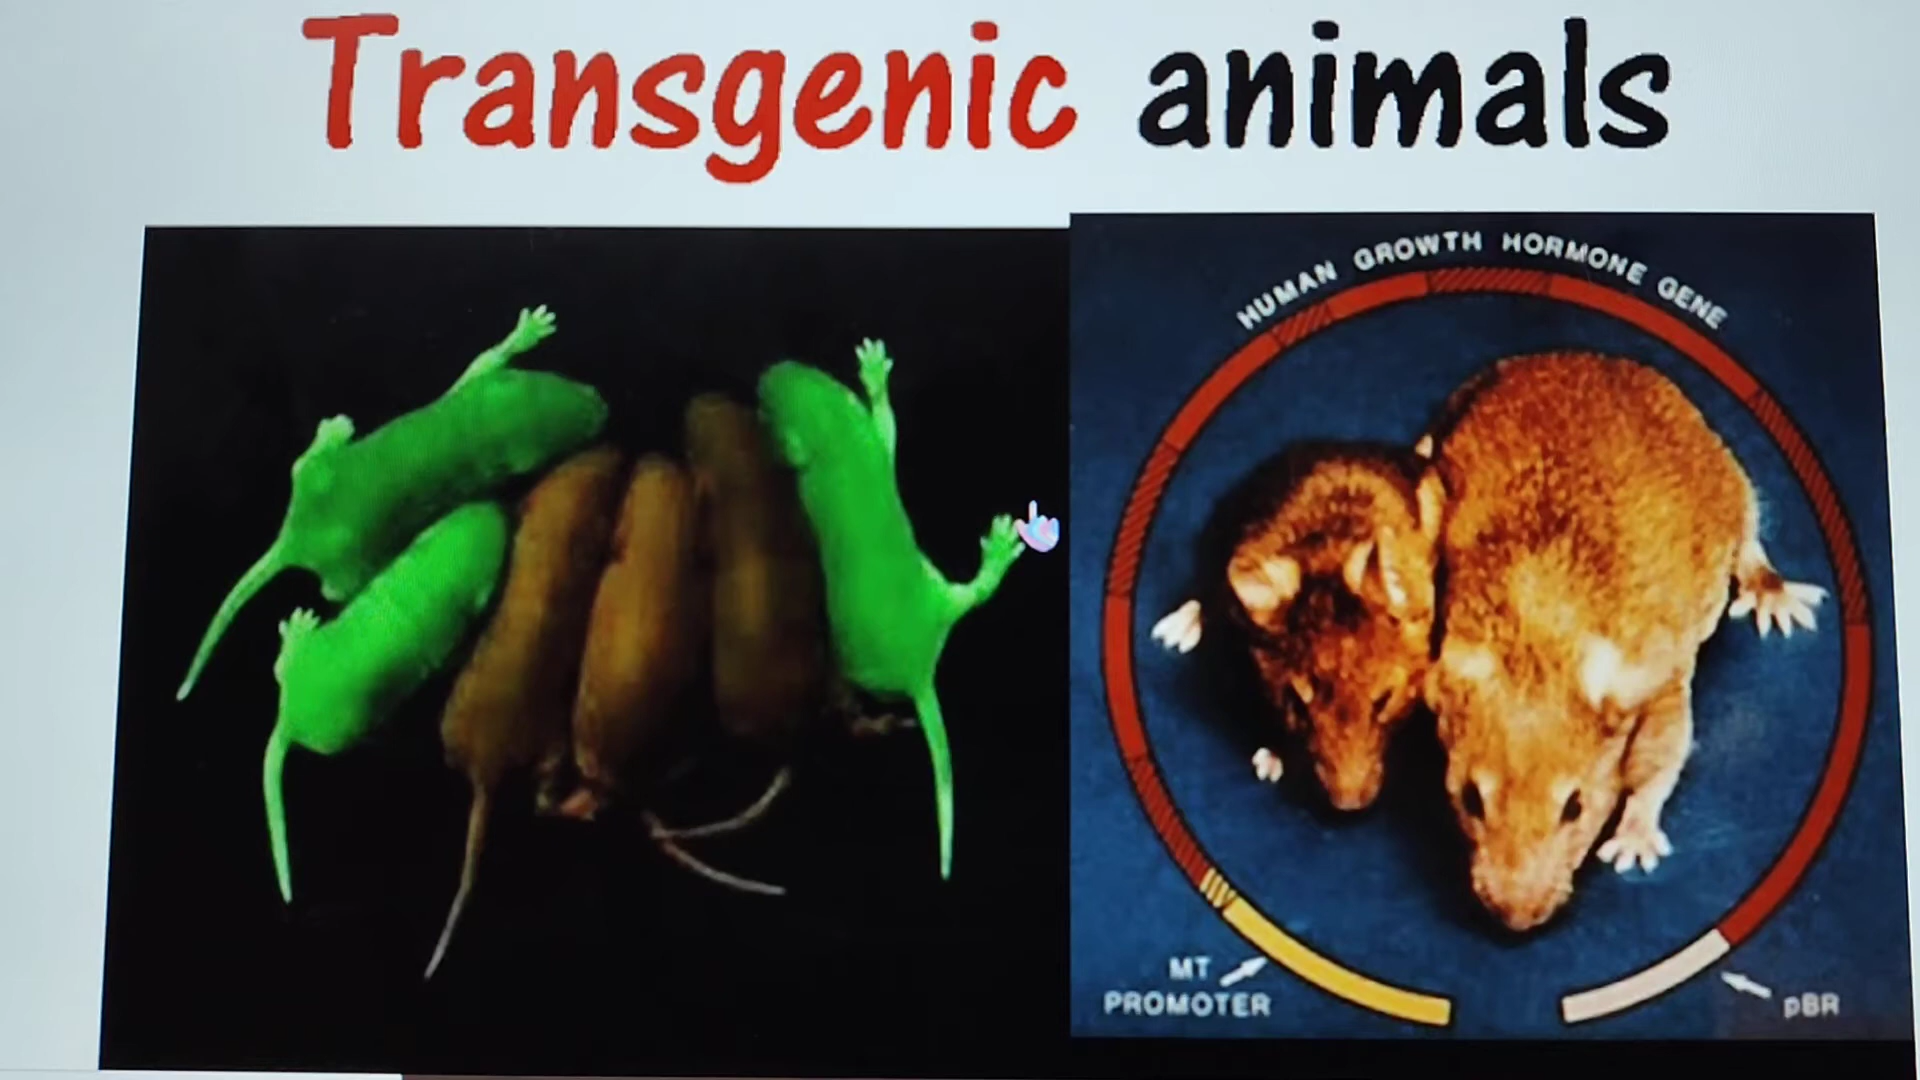 Transgenic animals
HUMAN GROWTH HORMONE GENE
MT
PROMOTER
pBR